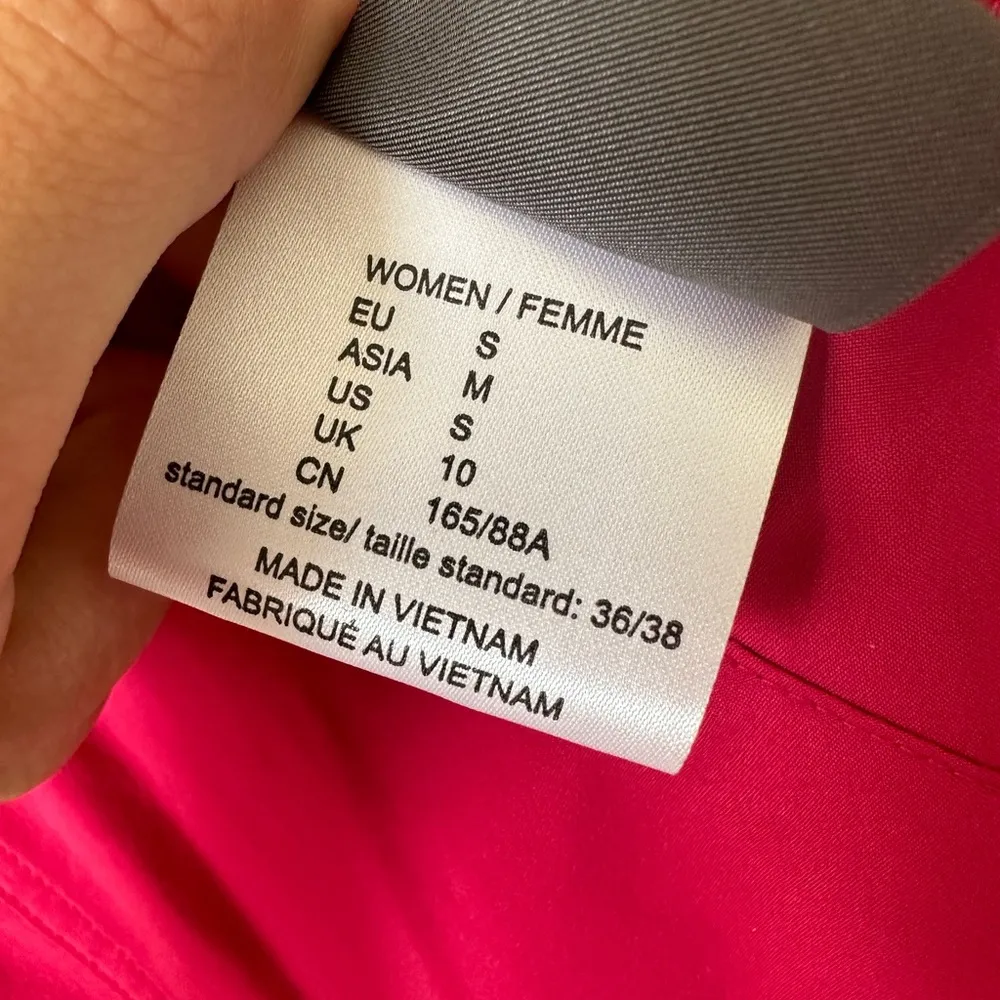 WOMEN / FEMME
EU S
ASIA M
US S
UK 10
CN 165/88A
standard size/ taille standard: 36/38
MADE IN VIETNAM
FABRIQUÉ AU VIETNAM